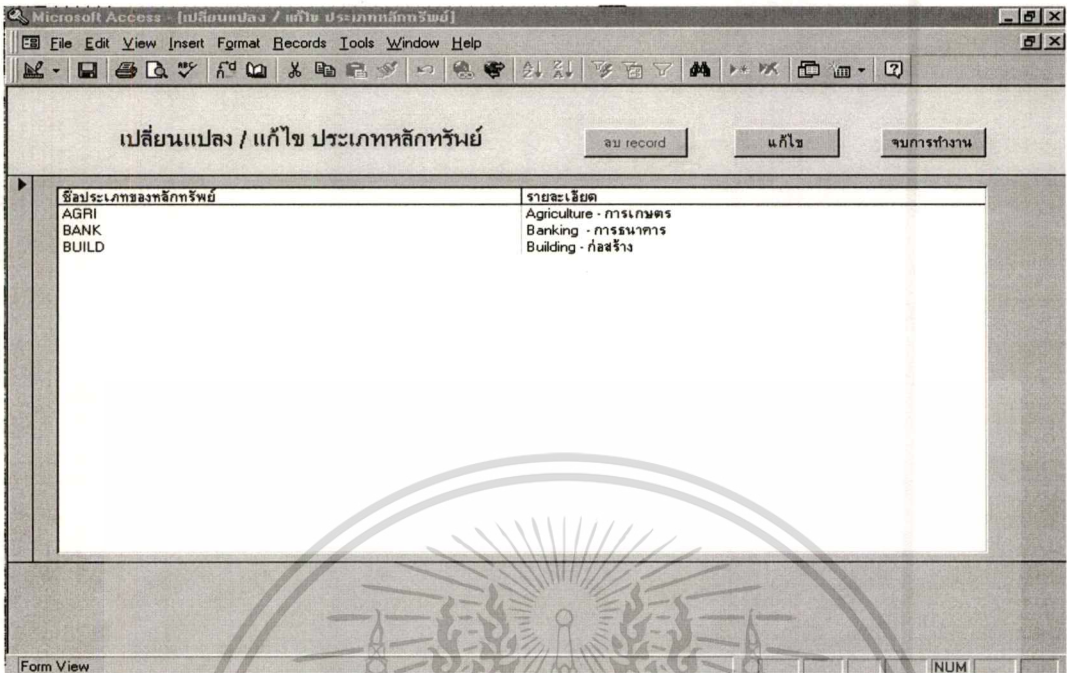 Microsoft Access - [เปลี่ยนแปลง / แก้ไข ประเภทหลักทรัพย์]
File Edit View Insert Format Records Tools Window Help
เปลี่ยนแปลง / แก้ไข ประเภทหลักทรัพย์
ลบ record แก้ไข จบการทำงาน
ชื่อประเภทของหลักทรัพย์ รายละเอียด
AGRI Agriculture - การเกษตร
BANK Banking - การธนาคาร
BUILD Building - ก่อสร้าง
Form View NUM